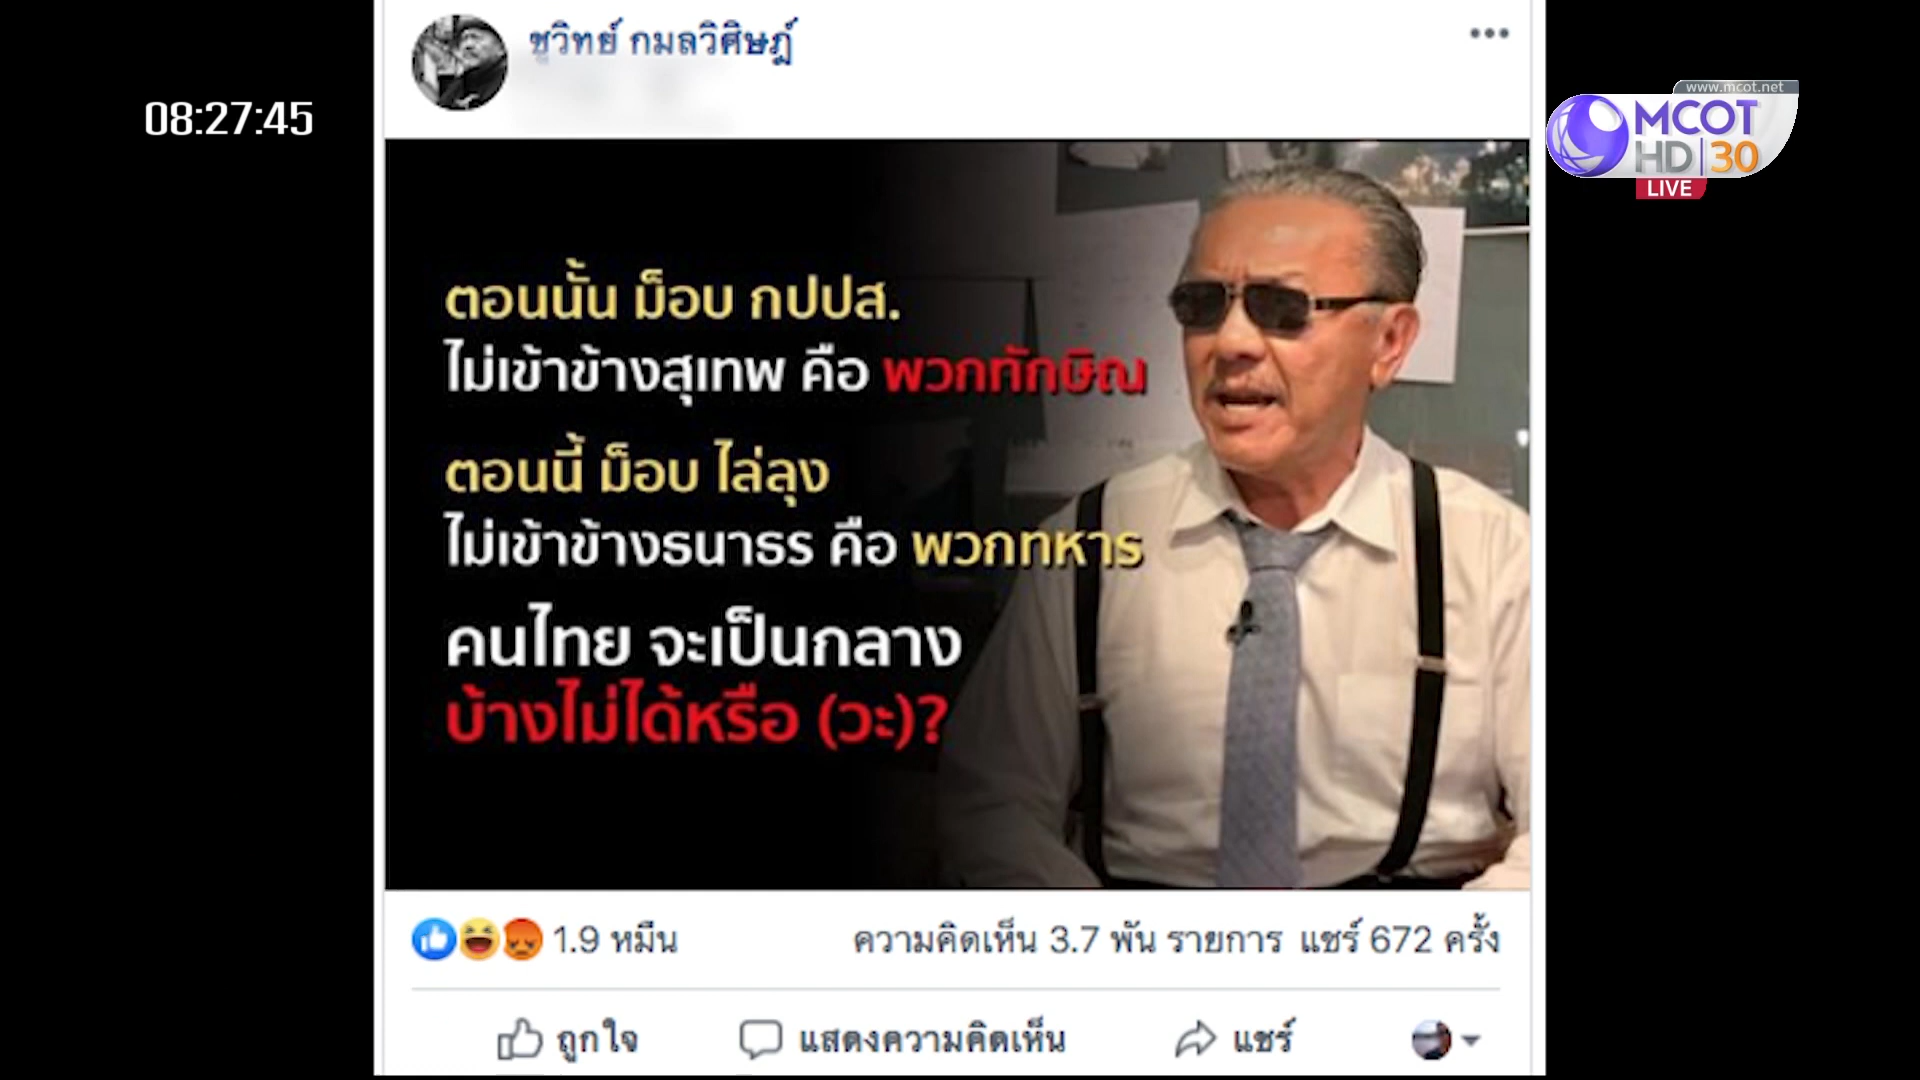 ชูวิทย์ กมลวิศิษฎ์
08:27:45
www.mcot.net
MCOT
HD 30
LIVE
ตอนนั้น ม็อบ กปปส.
ไม่เข้าข้างสุเทพ คือ พวกทักษิณ
ตอนนี้ ม็อบ ไล่ลุง
ไม่เข้าข้างธนาธร คือ พวกทหาร
คนไทย จะเป็นกลาง
บ้างไม่ได้หรือ (วะ)?
1.9 หมืน
ความคิดเห็น 3.7 พัน รายการ แชร์ 672 ครั้ง
ถูกใจ
แสดงความคิดเห็น
แชร์